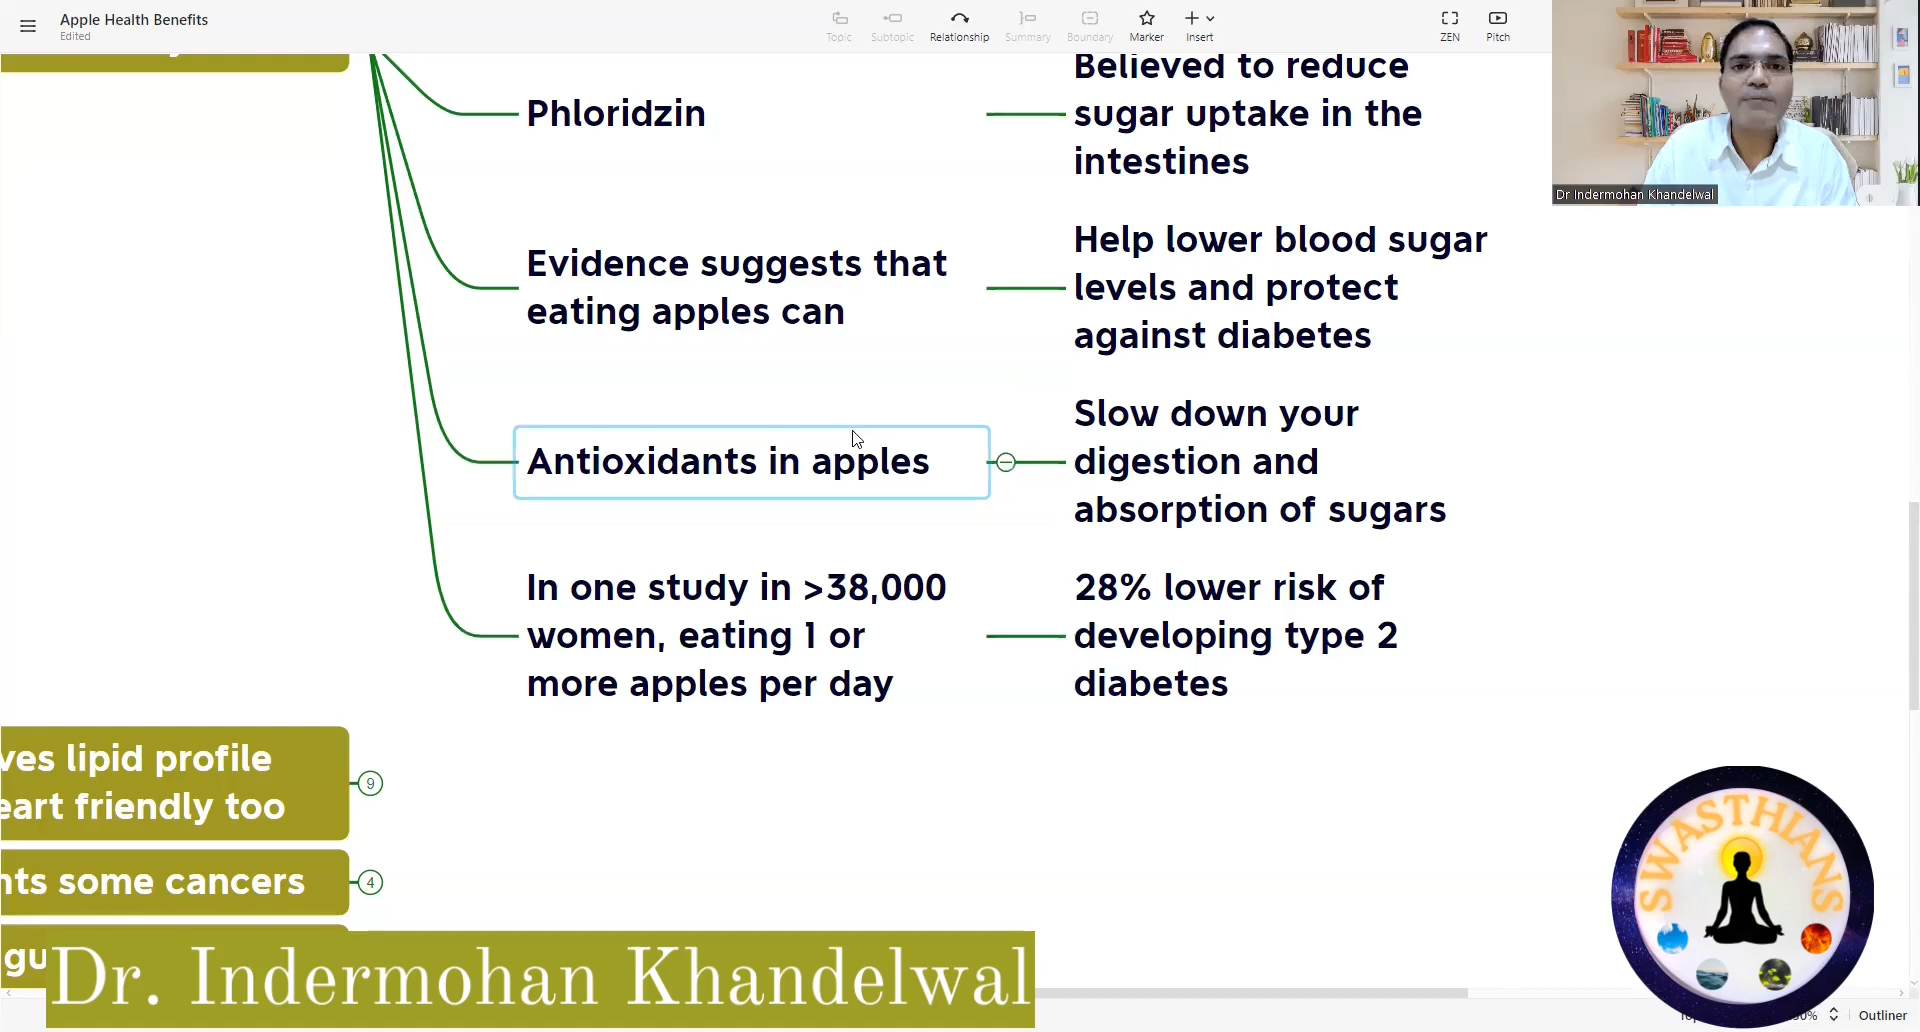 Apple Health Benefits
Edited
Topic
Subtopic
Relationship
Summary
Boundary
Marker
Insert
ZEN
Pitch
Dr Indermohan Khandelwal
Phloridzin
Believed to reduce
sugar uptake in the
intestines
Evidence suggests that
eating apples can
Help lower blood sugar
levels and protect
against diabetes
Antioxidants in apples
Slow down your
digestion and
absorption of sugars
In one study in >38,000
women, eating 1 or
more apples per day
28% lower risk of
developing type 2
diabetes
ves lipid profile
eart friendly too
9
nts some cancers
4
gu
Dr. Indermohan Khandelwal
SWASTHIANS
Outliner